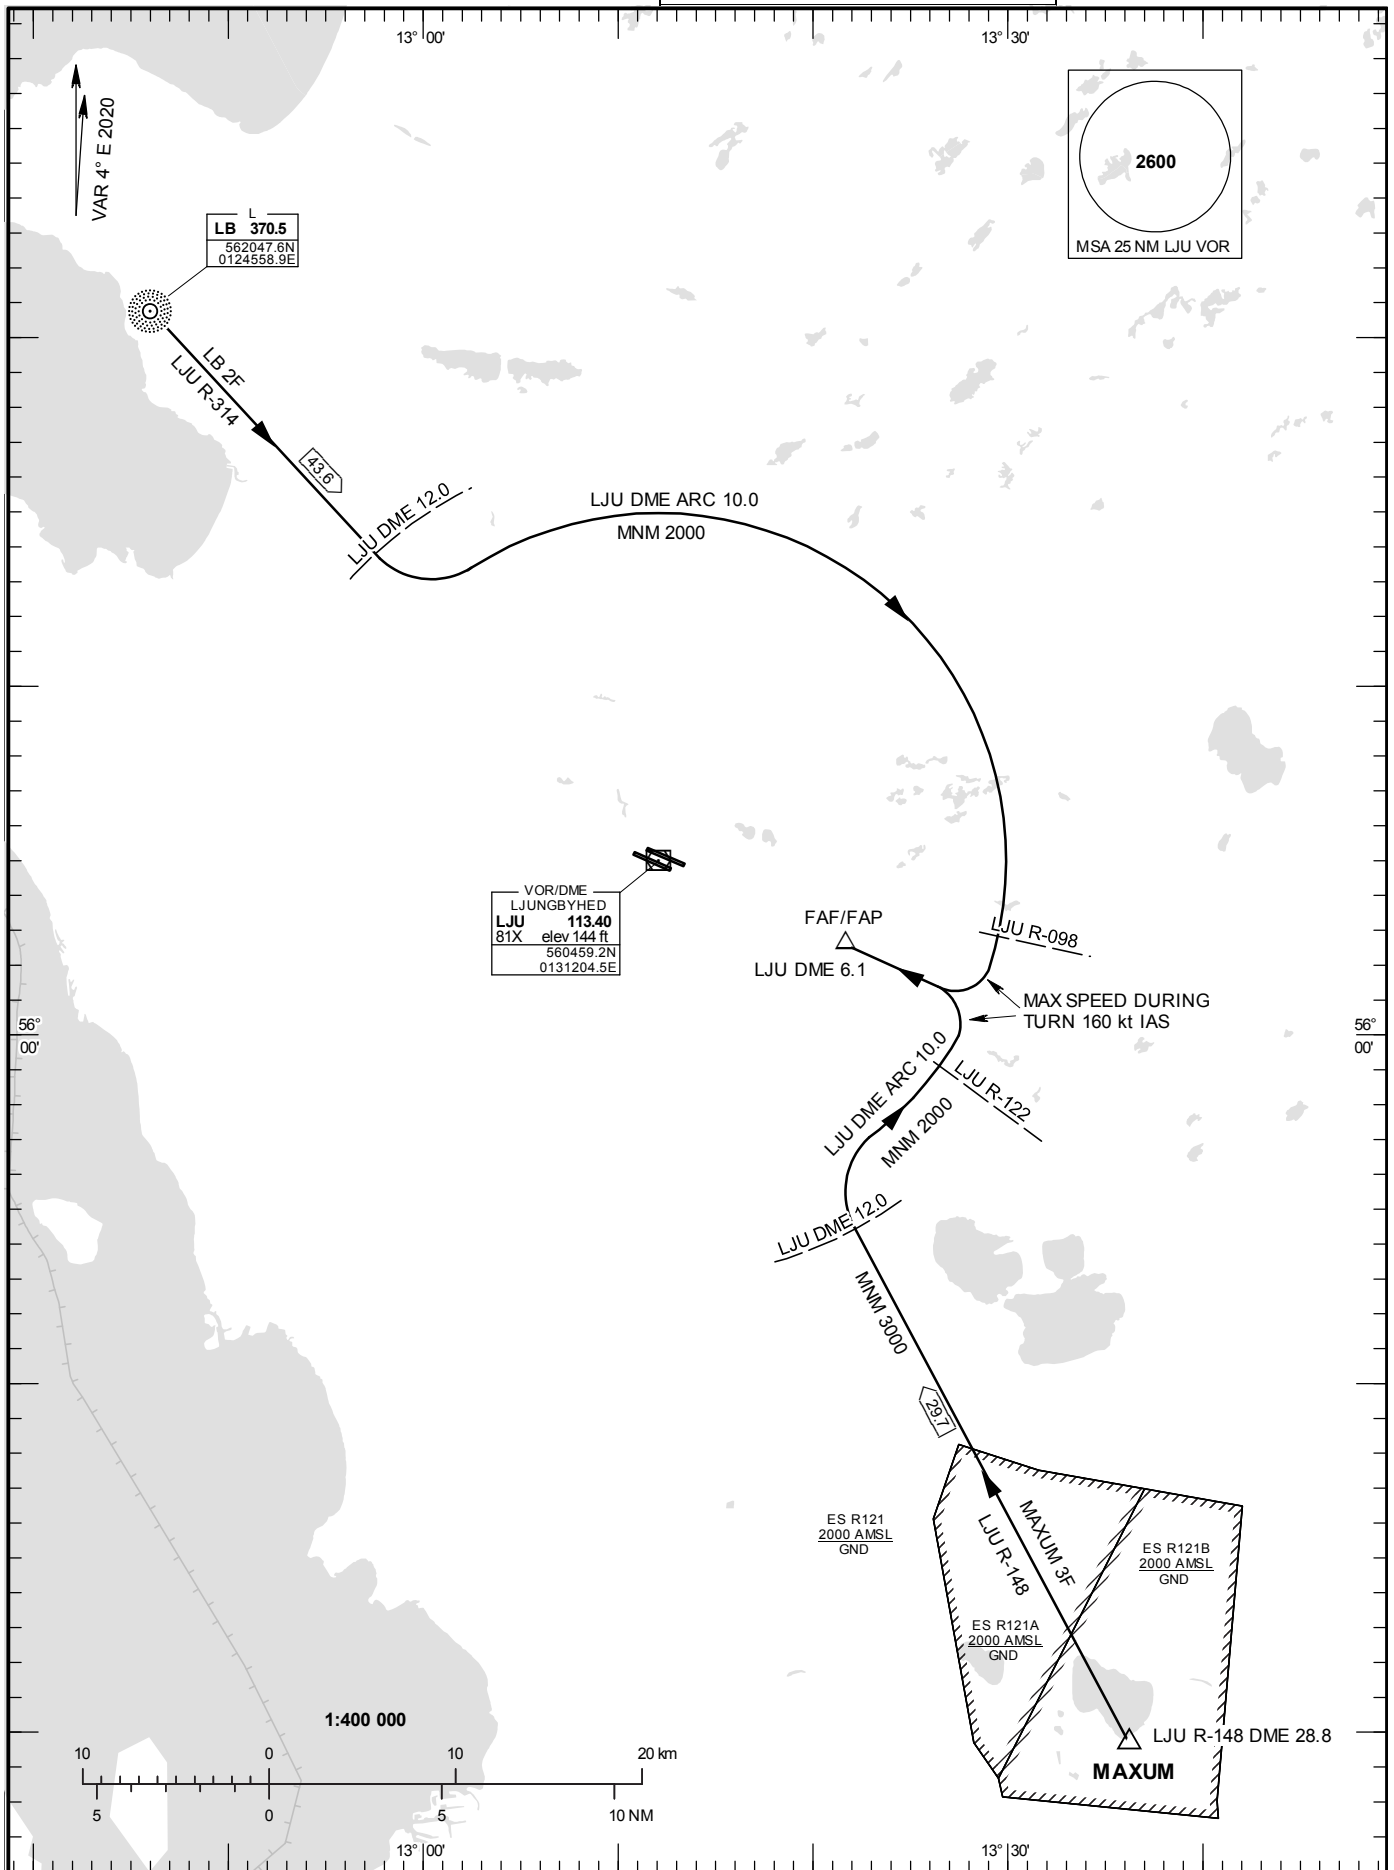 13° 00'
13° 30'
VAR 4° E 2020
2600
MSA 25 NM LJU VOR
L
LB 370.5
562047.6N
0124558.9E
LB 2F
LJU R-314
43.6
LJU DME 12.0
LJU DME ARC 10.0
MNM 2000
VOR/DME
LJUNGBYHED
LJU 113.40
81X elev 144 ft
560459.2N
0131204.5E
FAF/FAP
LJU DME 6.1
LJU R-098
MAX SPEED DURING
TURN 160 kt IAS
56°
00'
56°
00'
LJU DME ARC 10.0
MNM 2000
LJU R-122
LJU DME 12.0
MNM 3000
29.7
MAXUM 3F
LJU R-148
ES R121
2000 AMSL
GND
ES R121B
2000 AMSL
GND
ES R121A
2000 AMSL
GND
LJU R-148 DME 28.8
MAXUM
1:400 000
10 0 10 20 km
5 0 5 10 NM
13° 00'
13° 30'